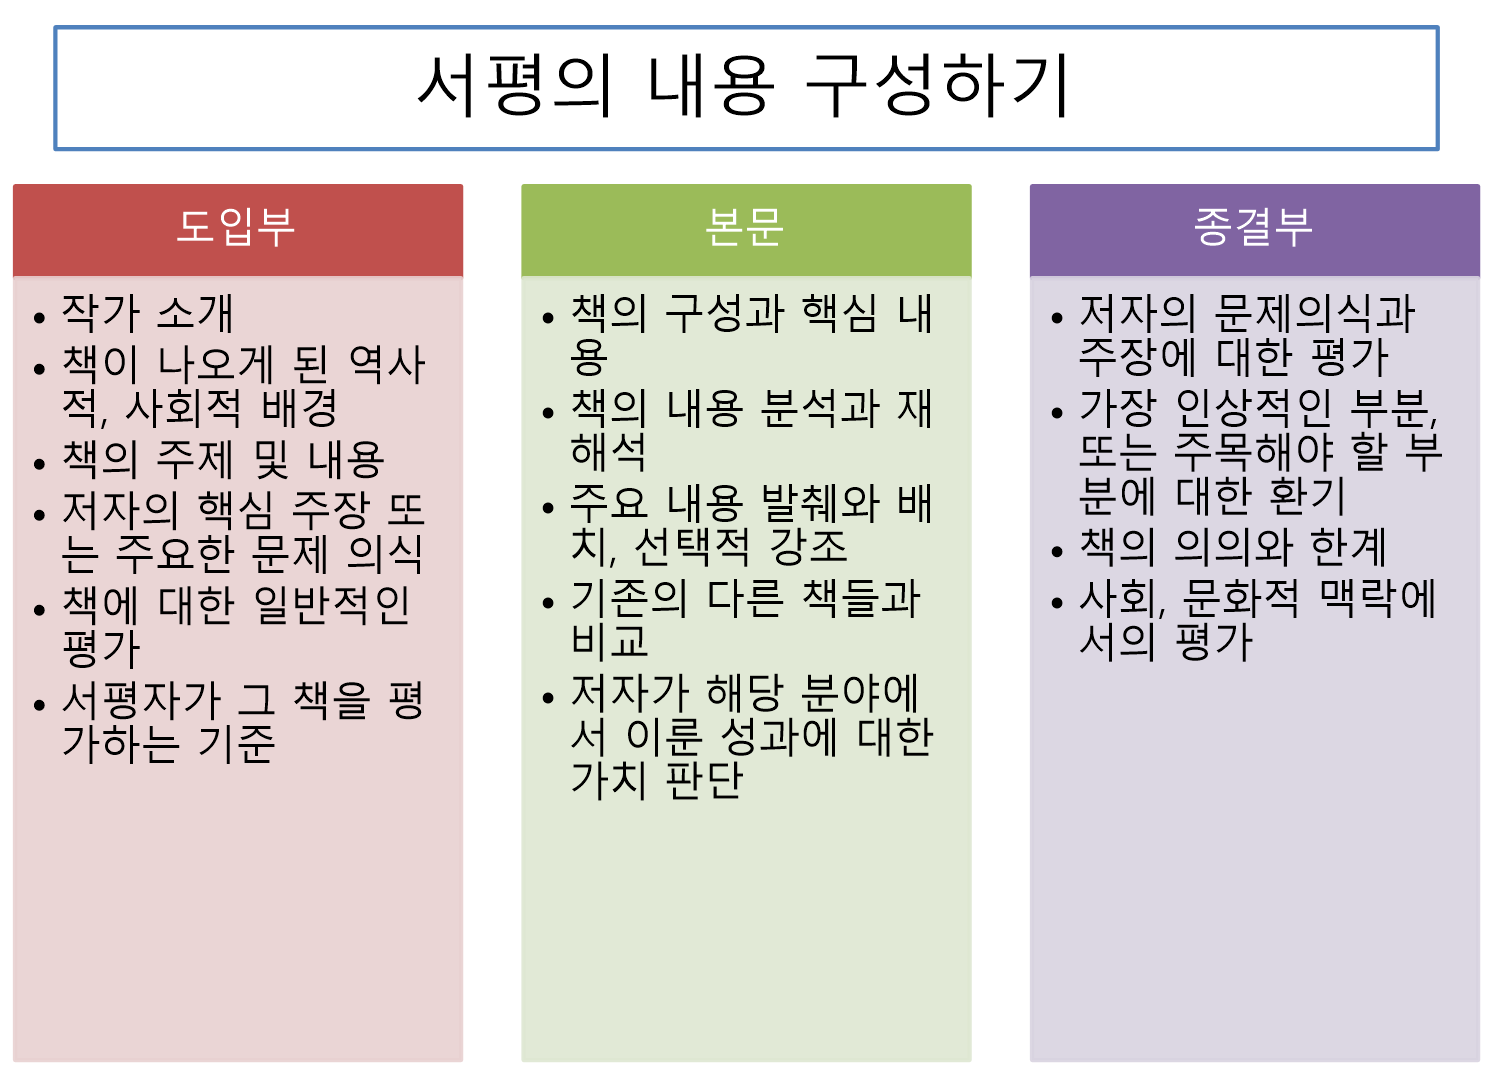 서평의 내용 구성하기
도입부
• 작가 소개
• 책이 나오게 된 역사
적, 사회적 배경
• 책의 주제 및 내용
• 저자의 핵심 주장 또
는 주요한 문제 의식
• 책에 대한 일반적인
평가
• 서평자가 그 책을 평
가하는 기준
본문
• 책의 구성과 핵심 내
용
• 책의 내용 분석과 재
해석
• 주요 내용 발췌와 배
치, 선택적 강조
• 기존의 다른 책들과
비교
• 저자가 해당 분야에
서 이룬 성과에 대한
가치 판단
종결부
• 저자의 문제의식과
주장에 대한 평가
• 가장 인상적인 부분,
또는 주목해야 할 부
분에 대한 환기
• 책의 의의와 한계
• 사회, 문화적 맥락에
서의 평가